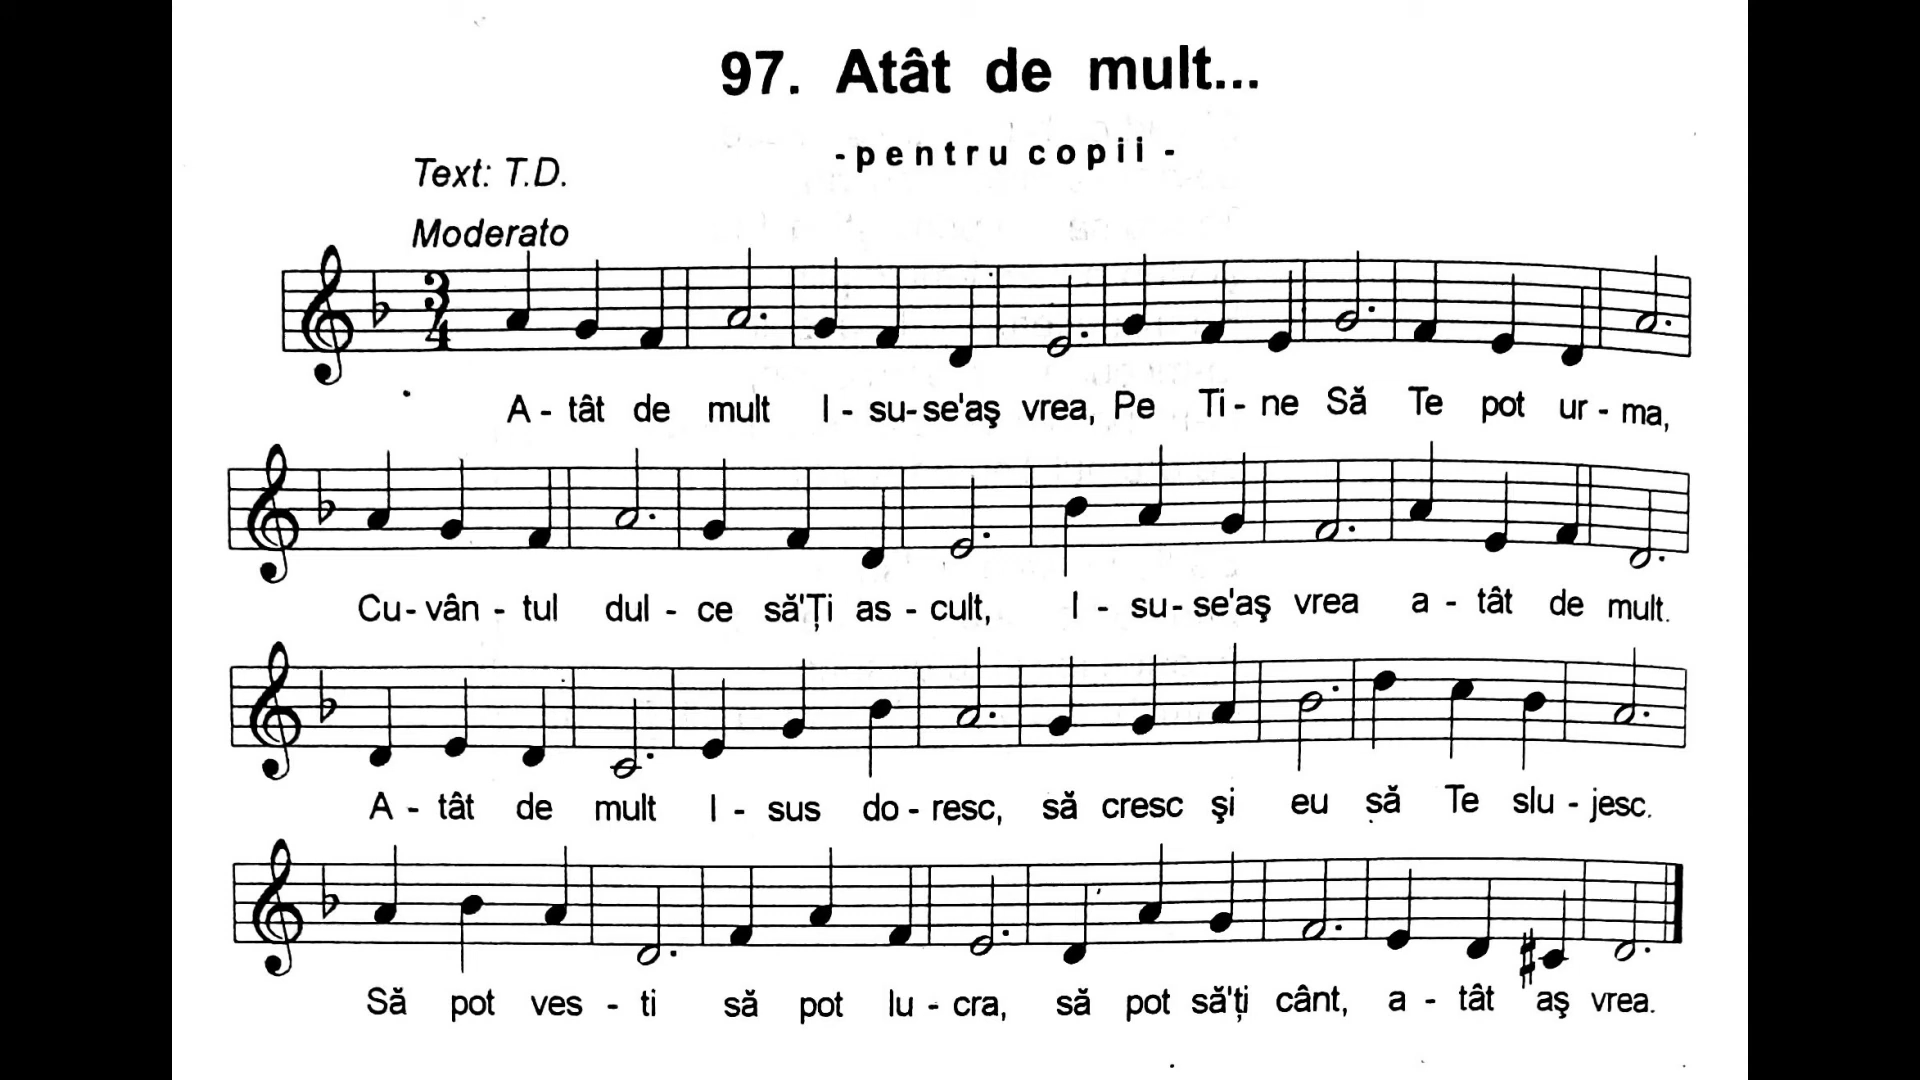 97. Atât de mult...
- pentru copii -
Text: T.D.
Moderato
3
4
A - tât de mult I - su-se'aş vrea, Pe Ti - ne Să Te pot ur - ma,
Cu - vân - tul dul - ce să'Ți as - cult, I - su - se'aş vrea a - tât de mult.
A - tât de mult I - sus do - resc, să cresc şi eu să Te slu - jesc.
Să pot ves - ti să pot lu - cra, să pot să'ți cânt, a - tât aş vrea.